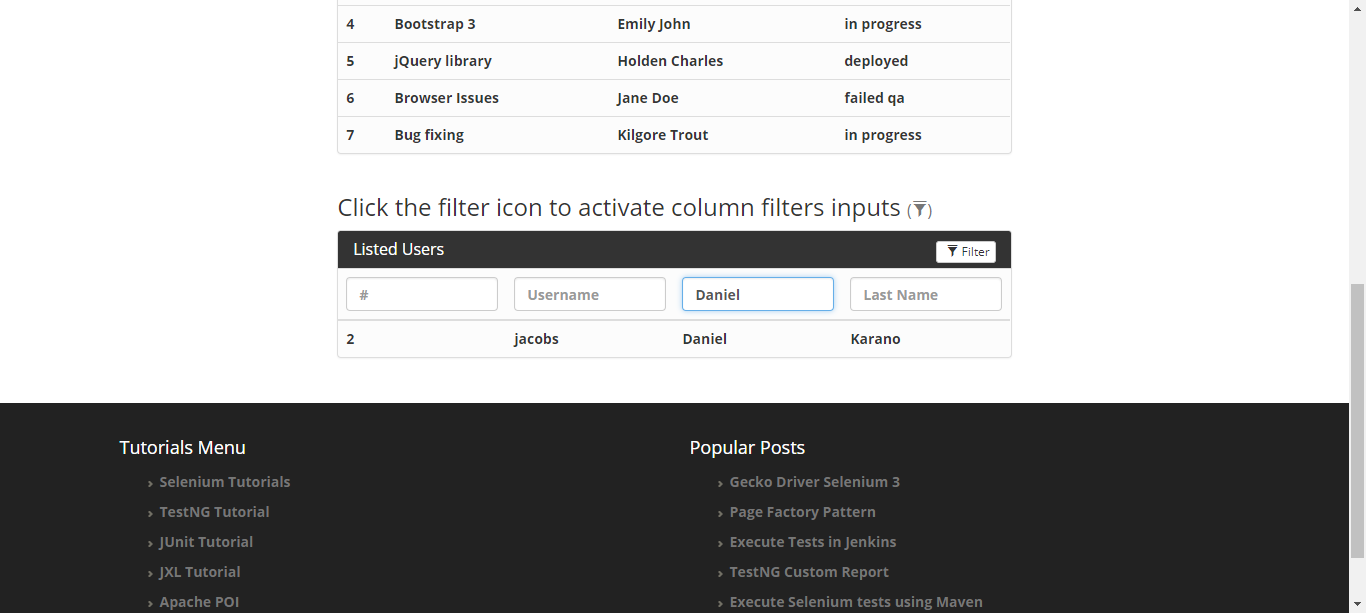 4 Bootstrap 3 Emily John in progress
5 jQuery library Holden Charles deployed
6 Browser Issues Jane Doe failed qa
7 Bug fixing Kilgore Trout in progress
Click the filter icon to activate column filters inputs ()
Listed Users Filter
# Username Daniel Last Name
2 jacobs Daniel Karano
Tutorials Menu
› Selenium Tutorials
› TestNG Tutorial
› JUnit Tutorial
› JXL Tutorial
› Apache POI
Popular Posts
› Gecko Driver Selenium 3
› Page Factory Pattern
› Execute Tests in Jenkins
› TestNG Custom Report
› Execute Selenium tests using Maven